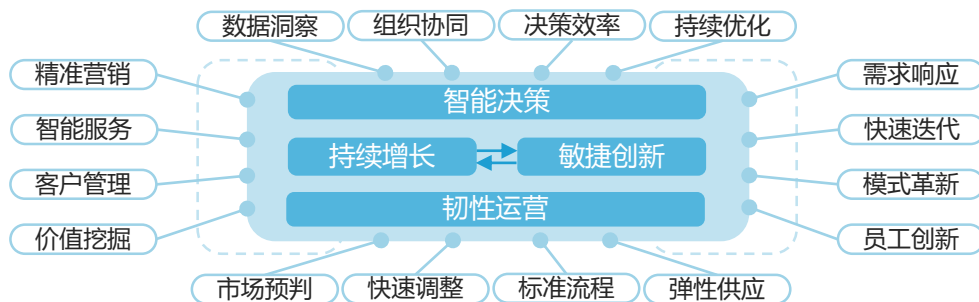 数据洞察
组织协同
决策效率
持续优化
精准营销
智能服务
客户管理
价值挖掘
智能决策
持续增长
敏捷创新
韧性运营
需求响应
快速迭代
模式革新
员工创新
市场预判
快速调整
标准流程
弹性供应